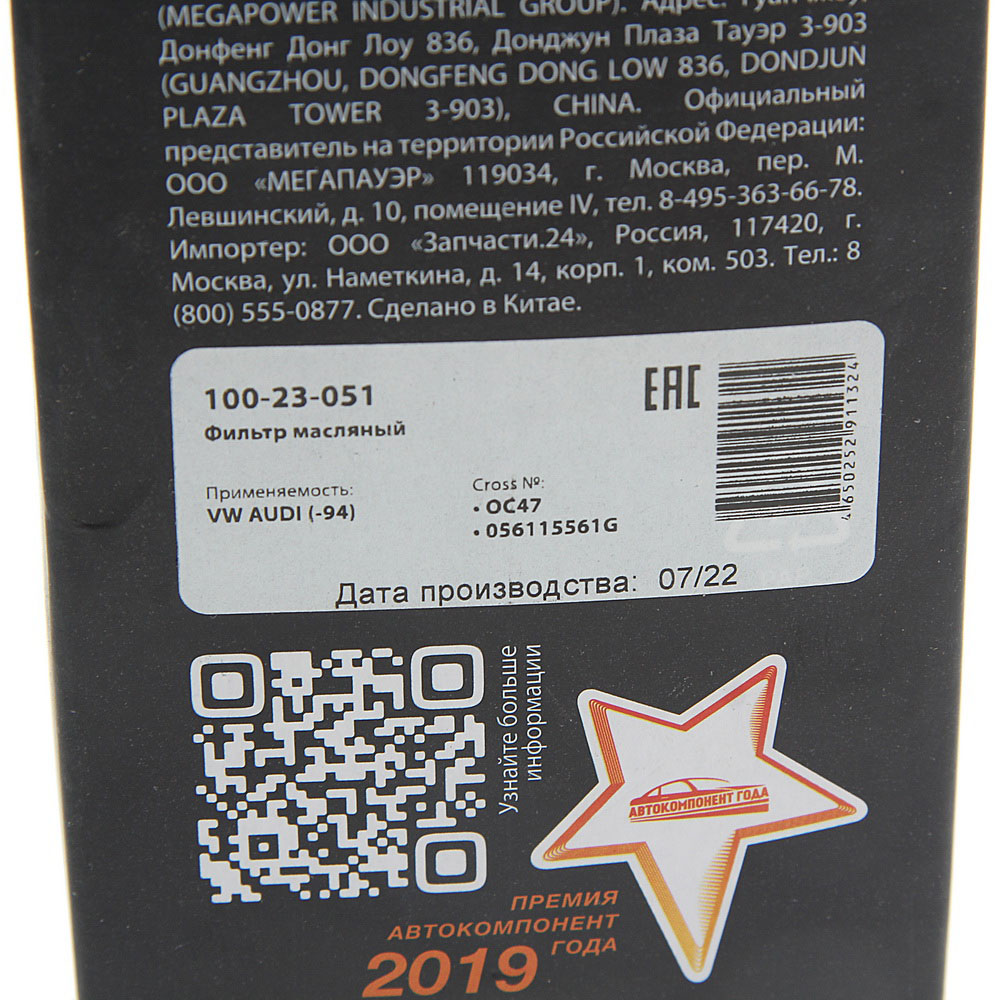 (MEGAPOWER INDUSTRIAL GROUP). Адрес:
Донфенг Донг Лоу 836, Донджун Плаза Тауэр 3-903
(GUANGZHOU, DONGFENG DONG LOW 836, DONDJUN
PLAZA TOWER 3-903), CHINA. Официальный
представитель на территории Российской Федерации:
ООО «МЕГАПАУЭР» 119034, г. Москва, пер. М.
Левшинский, д. 10, помещение IV, тел. 8-495-363-66-78.
Импортер: ООО «Запчасти.24», Россия, 117420, г.
Москва, ул. Наметкина, д. 14, корп. 1, ком. 503. Тел.: 8
(800) 555-0877. Сделано в Китае.
100-23-051
Фильтр масляный
EAC
4 650252 911324
Применяемость:
VW AUDI (-94)
Cross №:
• OC47
• 056115561G
Дата производства: 07/22
Узнайте больше
информации
АВТОКОМПОНЕНТ ГОДА
ПРЕМИЯ
АВТОКОМПОНЕНТ
ГОДА
2019